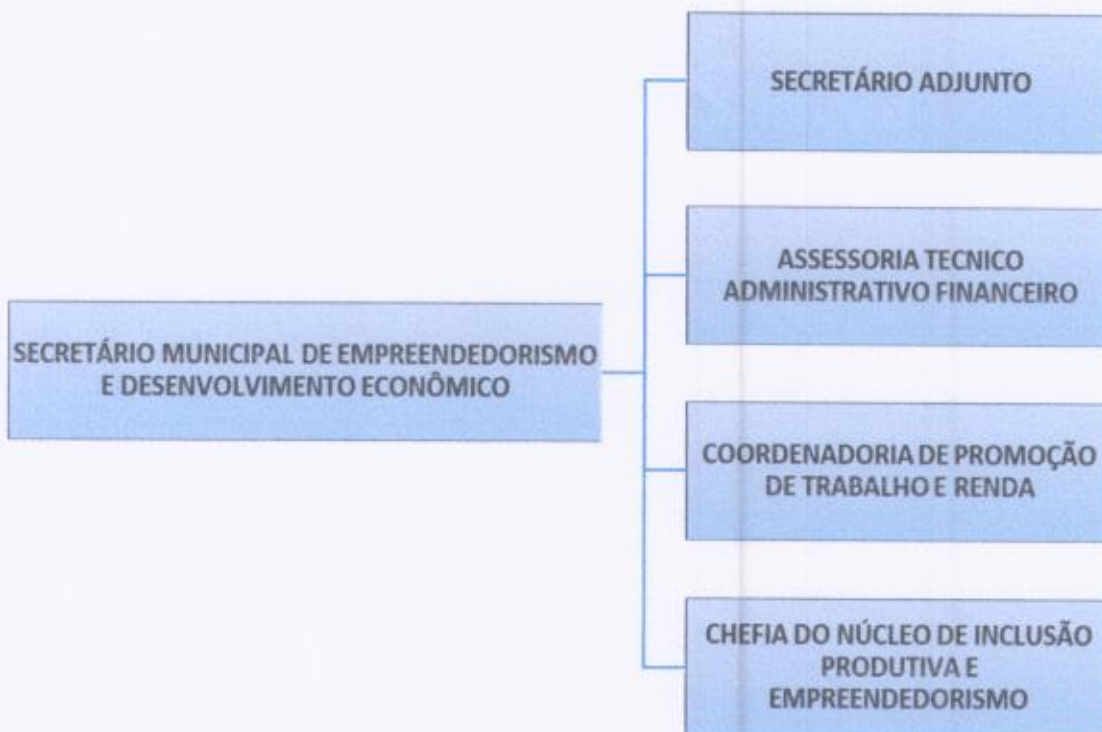 SECRETÁRIO ADJUNTO
ASSESSORIA TECNICO
ADMINISTRATIVO FINANCEIRO
SECRETÁRIO MUNICIPAL DE EMPREENDEDORISMO
E DESENVOLVIMENTO ECONÔMICO
COORDENADORIA DE PROMOÇÃO
DE TRABALHO E RENDA
CHEFIA DO NÚCLEO DE INCLUSÃO
PRODUTIVA E
EMPREENDEDORISMO